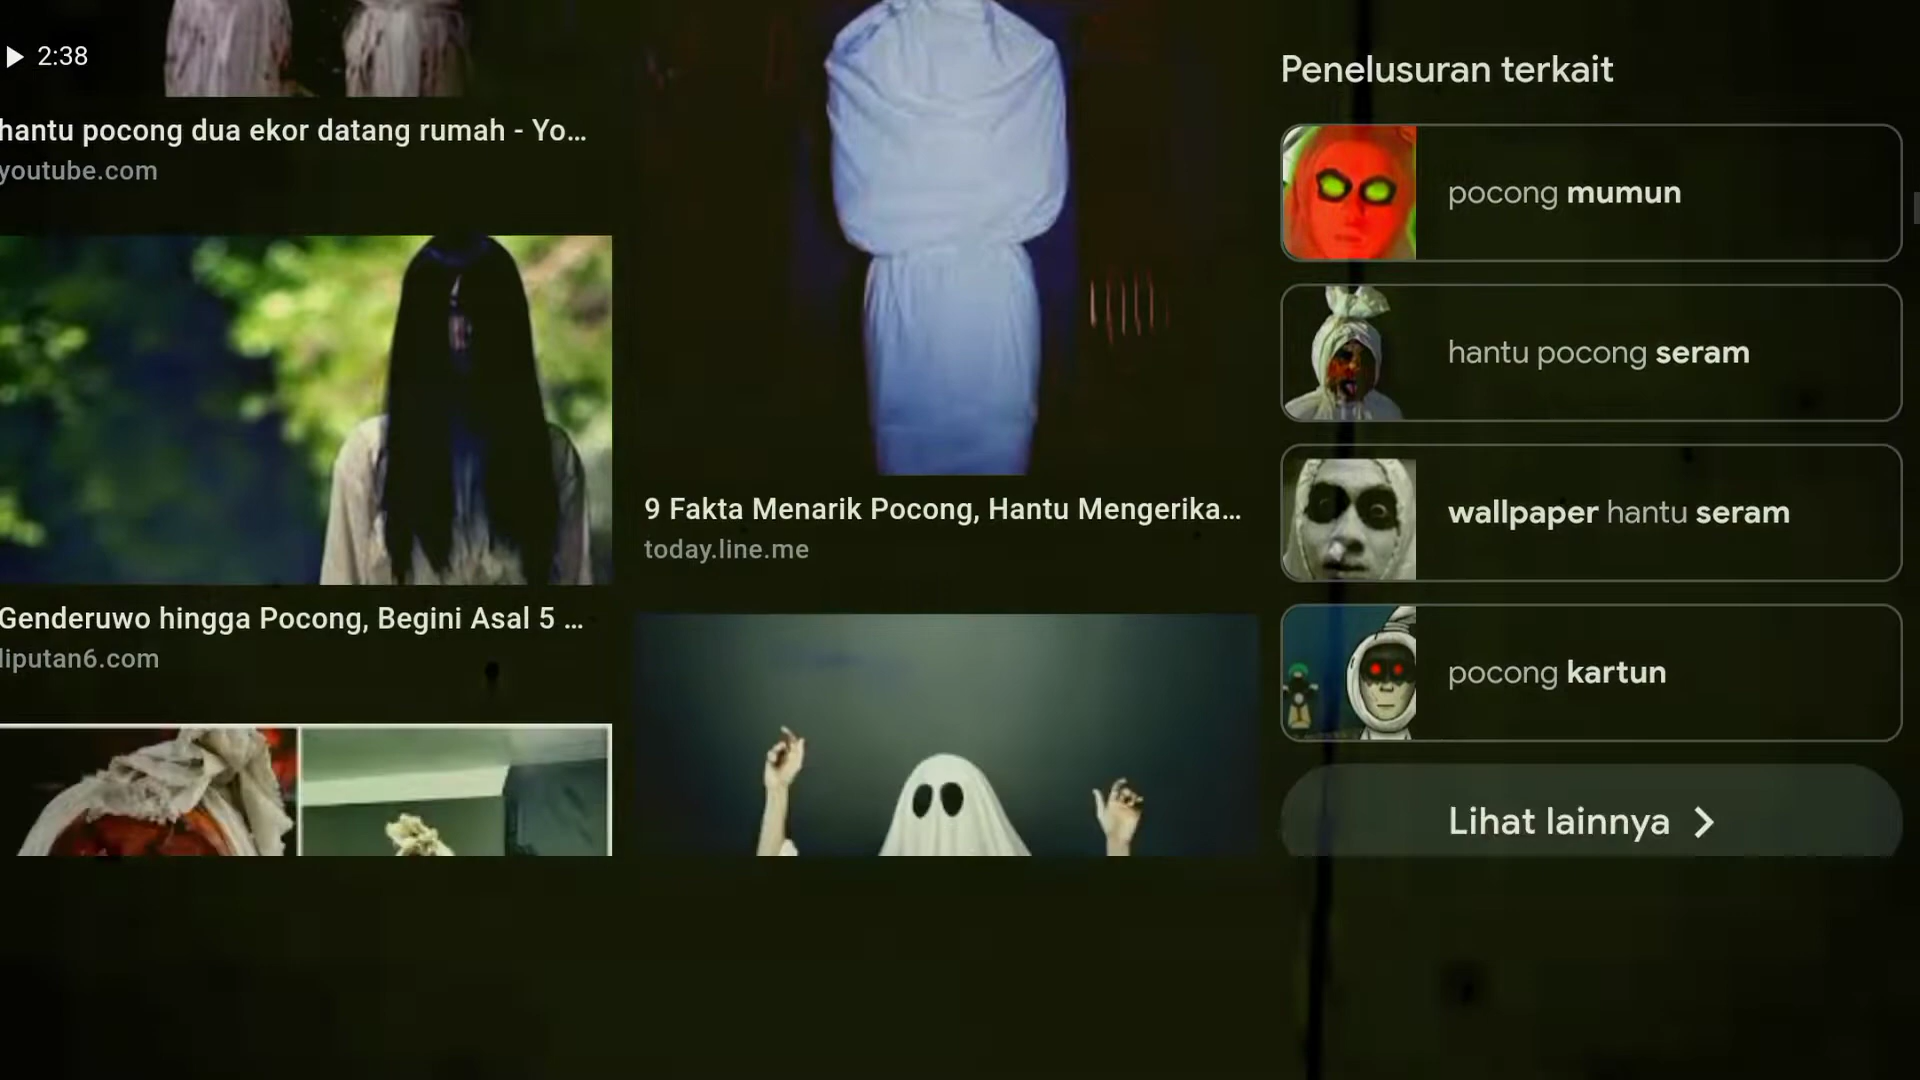 2:38
hantu pocong dua ekor datang rumah - Yo...
youtube.com
Genderuwo hingga Pocong, Begini Asal 5 ...
liputan6.com
9 Fakta Menarik Pocong, Hantu Mengerika...
today.line.me
Penelusuran terkait
pocong mumun
hantu pocong seram
wallpaper hantu seram
pocong kartun
Lihat lainnya